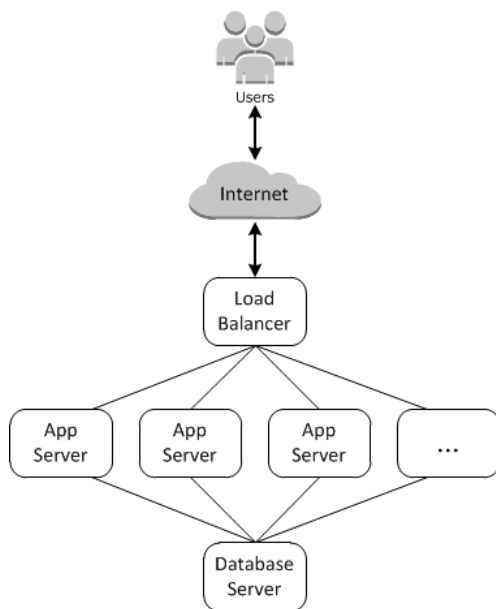 Users
Internet
Load
Balancer
App
Server
App
Server
App
Server
...
Database
Server